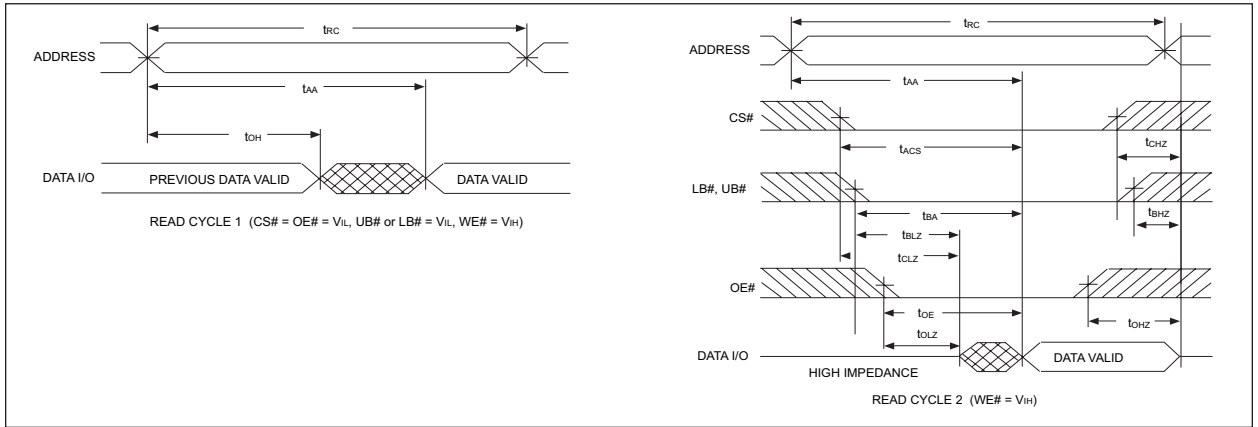 tRC
ADDRESS
tAA
tOH
DATA I/O
PREVIOUS DATA VALID
DATA VALID
READ CYCLE 1 (CS# = OE# = VIL, UB# or LB# = VIL, WE# = VIH)
tRC
ADDRESS
tAA
CS#
tACS
tCHZ
LB#, UB#
tBA
tBHZ
tBLZ
tCLZ
OE#
tOE
tOHZ
tOLZ
DATA I/O
DATA VALID
HIGH IMPEDANCE
READ CYCLE 2 (WE# = VIH)